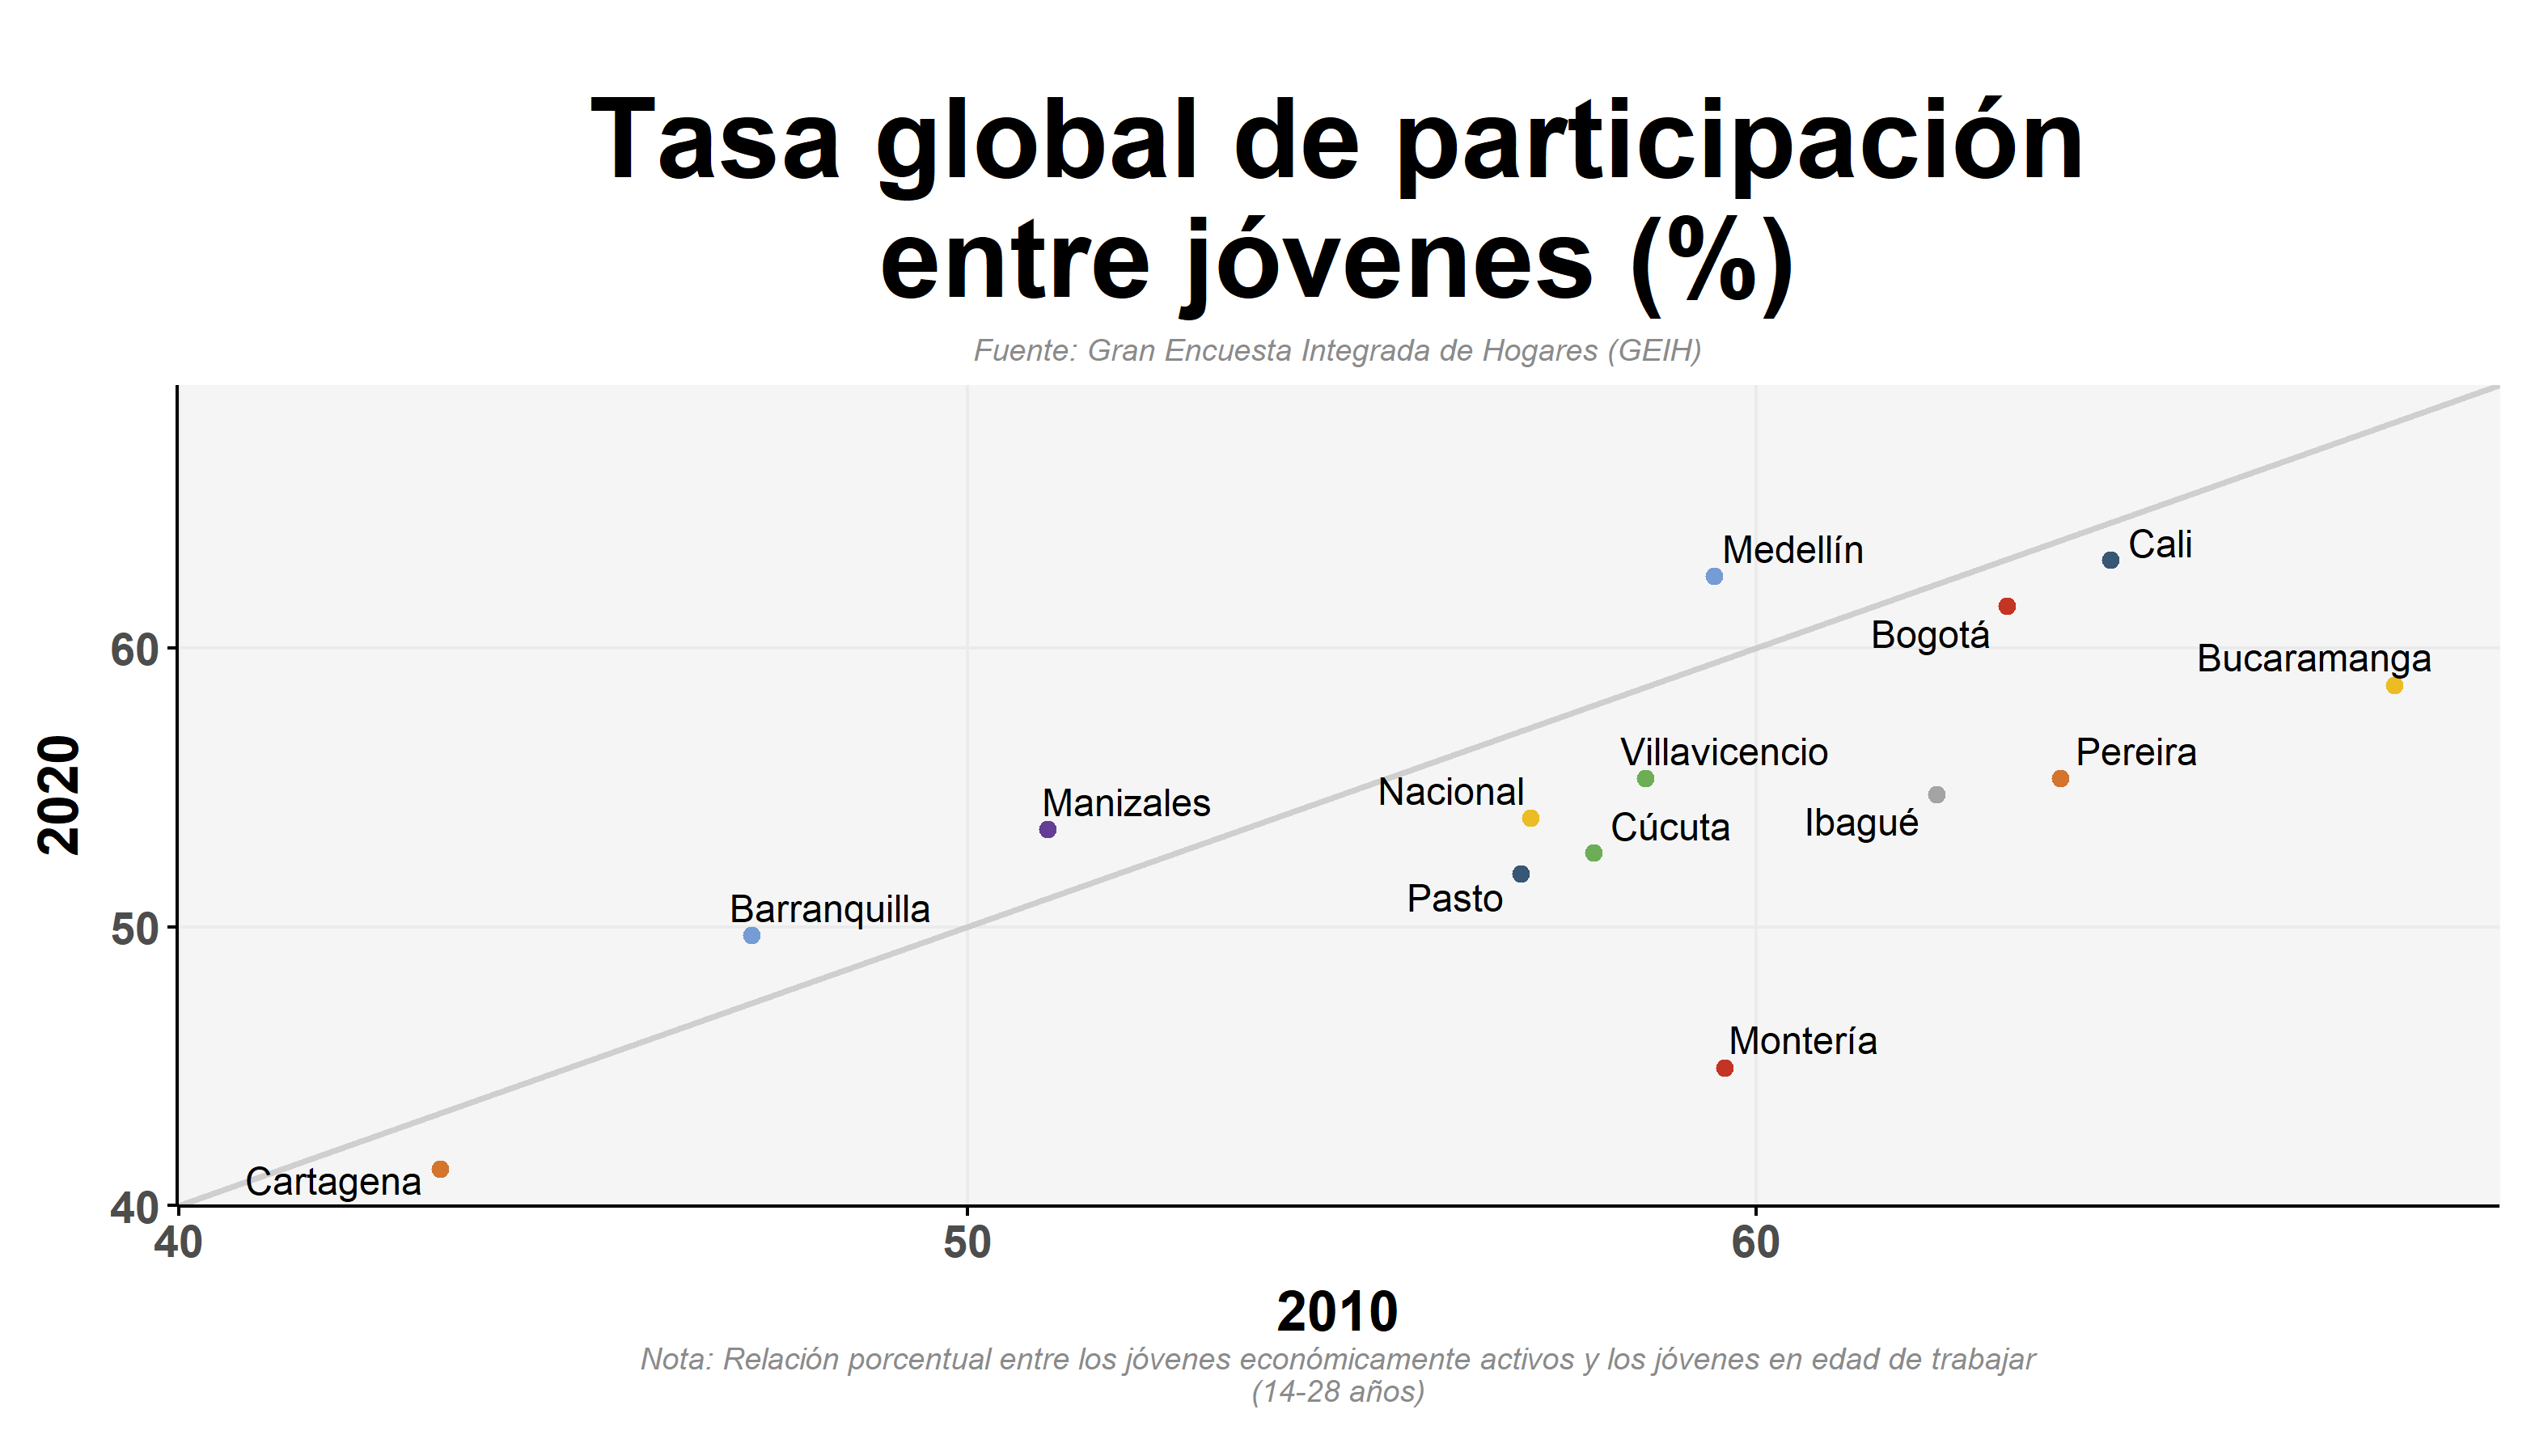 Tasa global de participación
entre jóvenes (%)
Fuente: Gran Encuesta Integrada de Hogares (GEIH)
Medellín
Cali
Bogotá
60
Bucaramanga
Villavicencio
Pereira
2020
Nacional
Manizales
Ibagué
Cúcuta
Pasto
Barranquilla
50
Montería
Cartagena
40
40 50 60
2010
Nota: Relación porcentual entre los jóvenes económicamente activos y los jóvenes en edad de trabajar
(14-28 años)